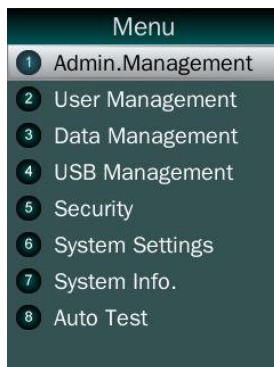 Menu
1 Admin.Management
2 User Management
3 Data Management
4 USB Management
5 Security
6 System Settings
7 System Info.
8 Auto Test